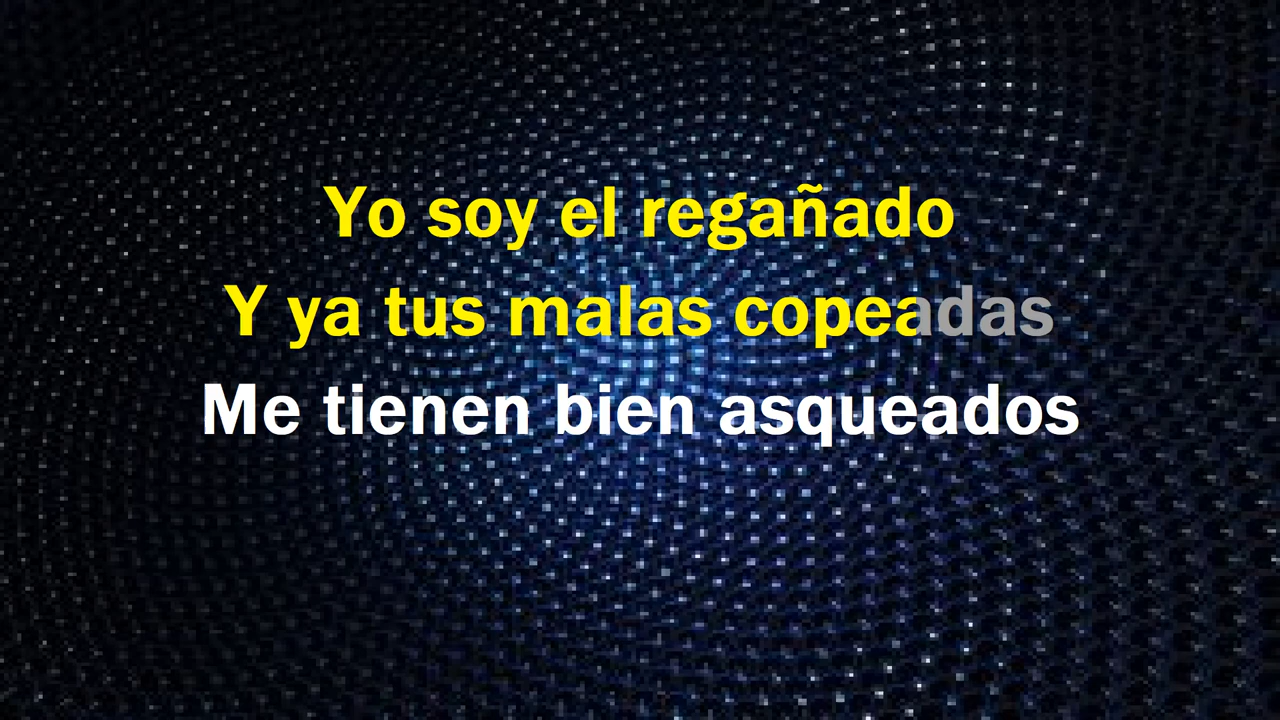 Yo soy el regañado
Y ya tus malas copeadas
Me tienen bien asqueados